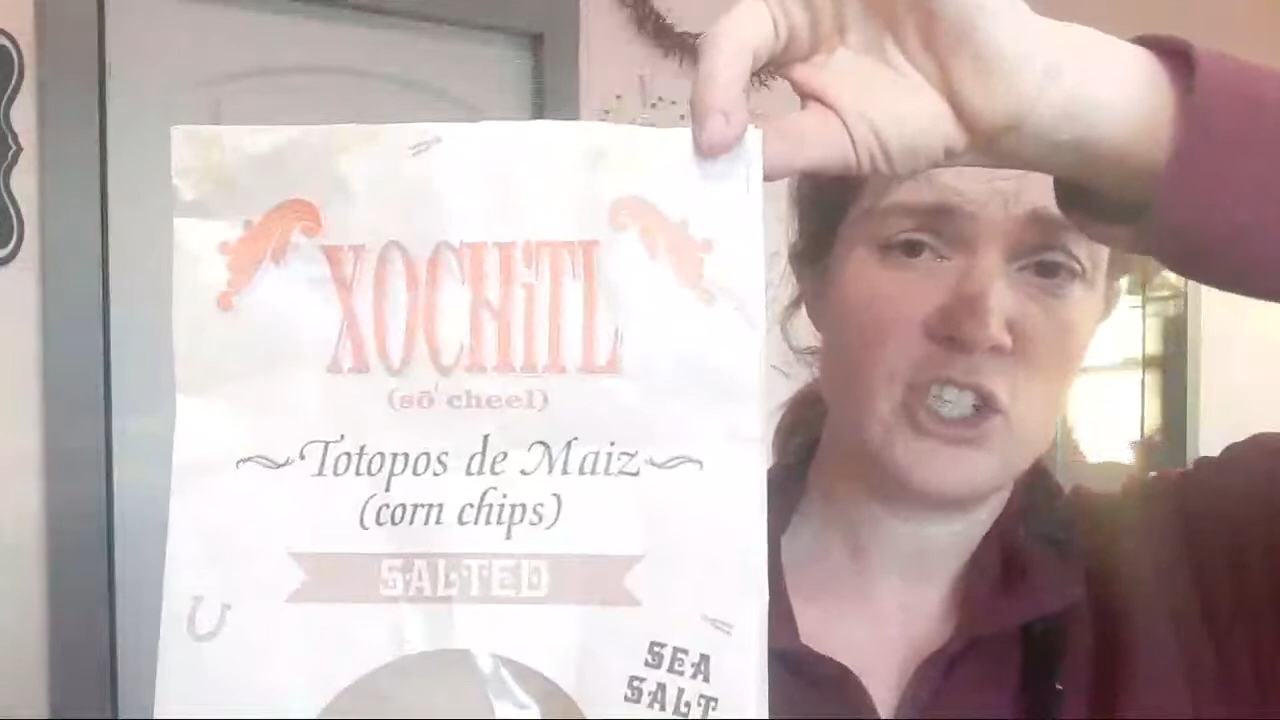 XOCHiTL
(sō' cheel)
Totopos de Maiz
(corn chips)
SALTED
SEA
SALT